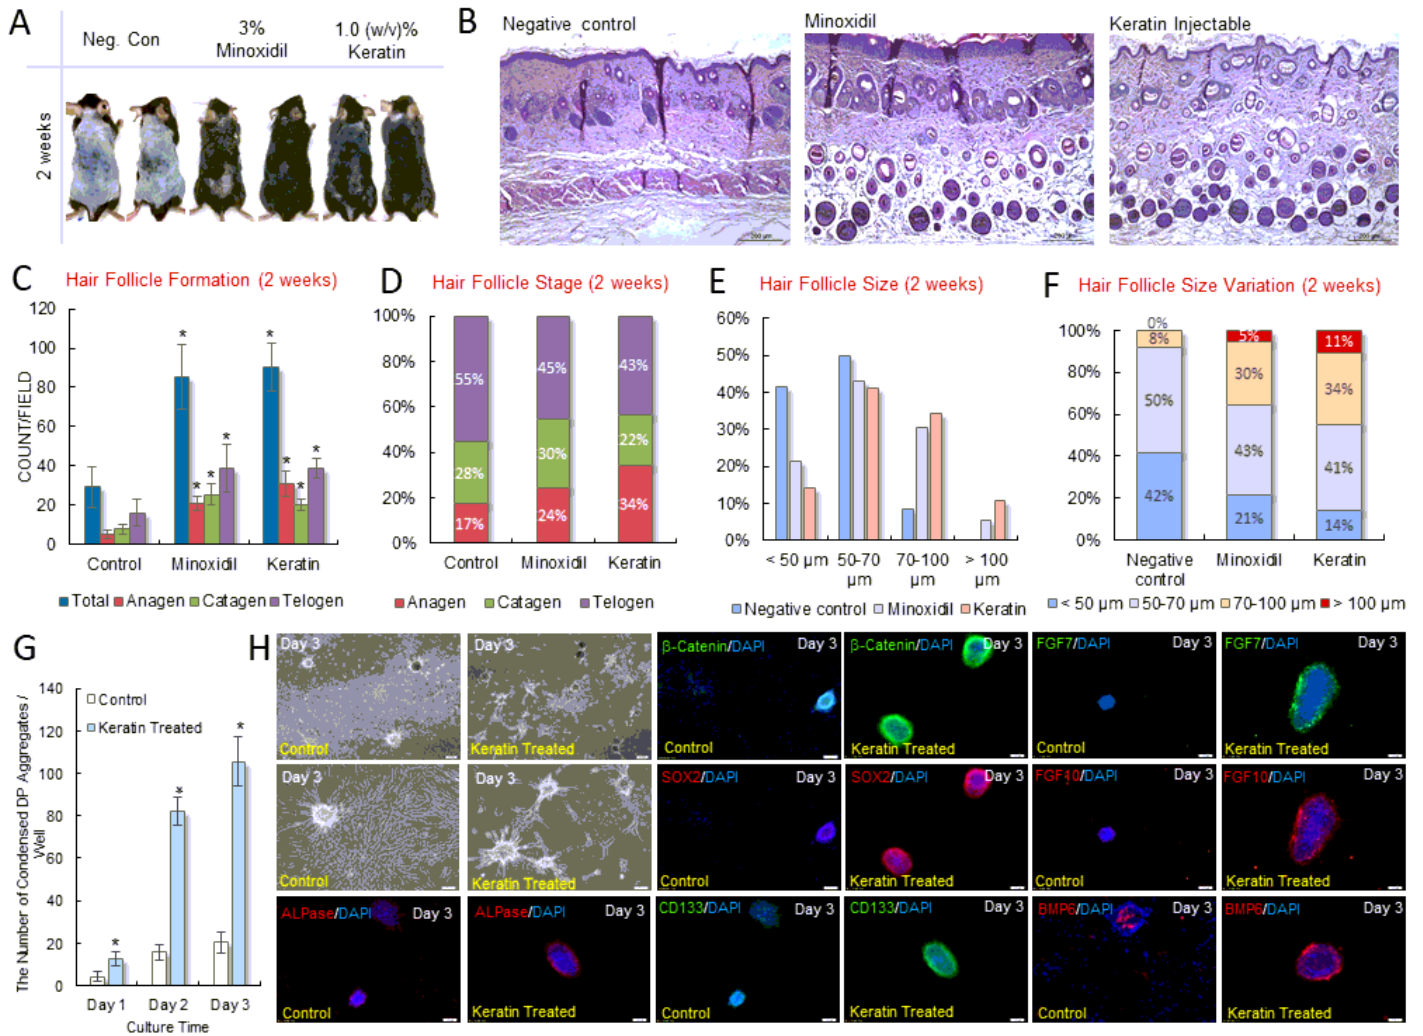 A
Neg. Con
3%
Minoxidil
1.0 (w/v)%
Keratin
2 weeks
B
Negative control
Minoxidil
Keratin Injectable
200 µm
200 µm
200 µm
C
Hair Follicle Formation (2 weeks)
COUNT/FIELD
120
100
80
60
40
20
0
* * * * * * * *
Control Minoxidil Keratin
Total Anagen Catagen Telogen
D
Hair Follicle Stage (2 weeks)
100%
80%
60%
40%
20%
0%
55% 45% 43%
28% 30% 22%
17% 24% 34%
Control Minoxidil Keratin
Anagen Catagen Telogen
E
Hair Follicle Size (2 weeks)
60%
50%
40%
30%
20%
10%
0%
< 50 µm 50-70 µm 70-100 µm > 100 µm
Negative control Minoxidil Keratin
F
Hair Follicle Size Variation (2 weeks)
100%
80%
60%
40%
20%
0%
0% 5% 11%
8% 30% 34%
50% 43% 41%
42% 21% 14%
Negative control Minoxidil Keratin
< 50 µm 50-70 µm 70-100 µm > 100 µm
G
The Number of Condensed DP Aggregates / Well
140
120
100
80
60
40
20
0
Control
Keratin Treated
* * *
Day 1 Day 2 Day 3
Culture Time
H
Day 3 Control
Day 3 Keratin Treated
β-Catenin/DAPI Day 3 Control
β-Catenin/DAPI Day 3 Keratin Treated
FGF7/DAPI Day 3 Control
FGF7/DAPI Day 3 Keratin Treated
Day 3 Control
Day 3 Keratin Treated
SOX2/DAPI Day 3 Control
SOX2/DAPI Day 3 Keratin Treated
FGF10/DAPI Day 3 Control
FGF10/DAPI Day 3 Keratin Treated
ALPase/DAPI Day 3 Control
ALPase/DAPI Day 3 Keratin Treated
CD133/DAPI Day 3 Control
CD133/DAPI Day 3 Keratin Treated
BMP6/DAPI Day 3 Control
BMP6/DAPI Day 3 Keratin Treated